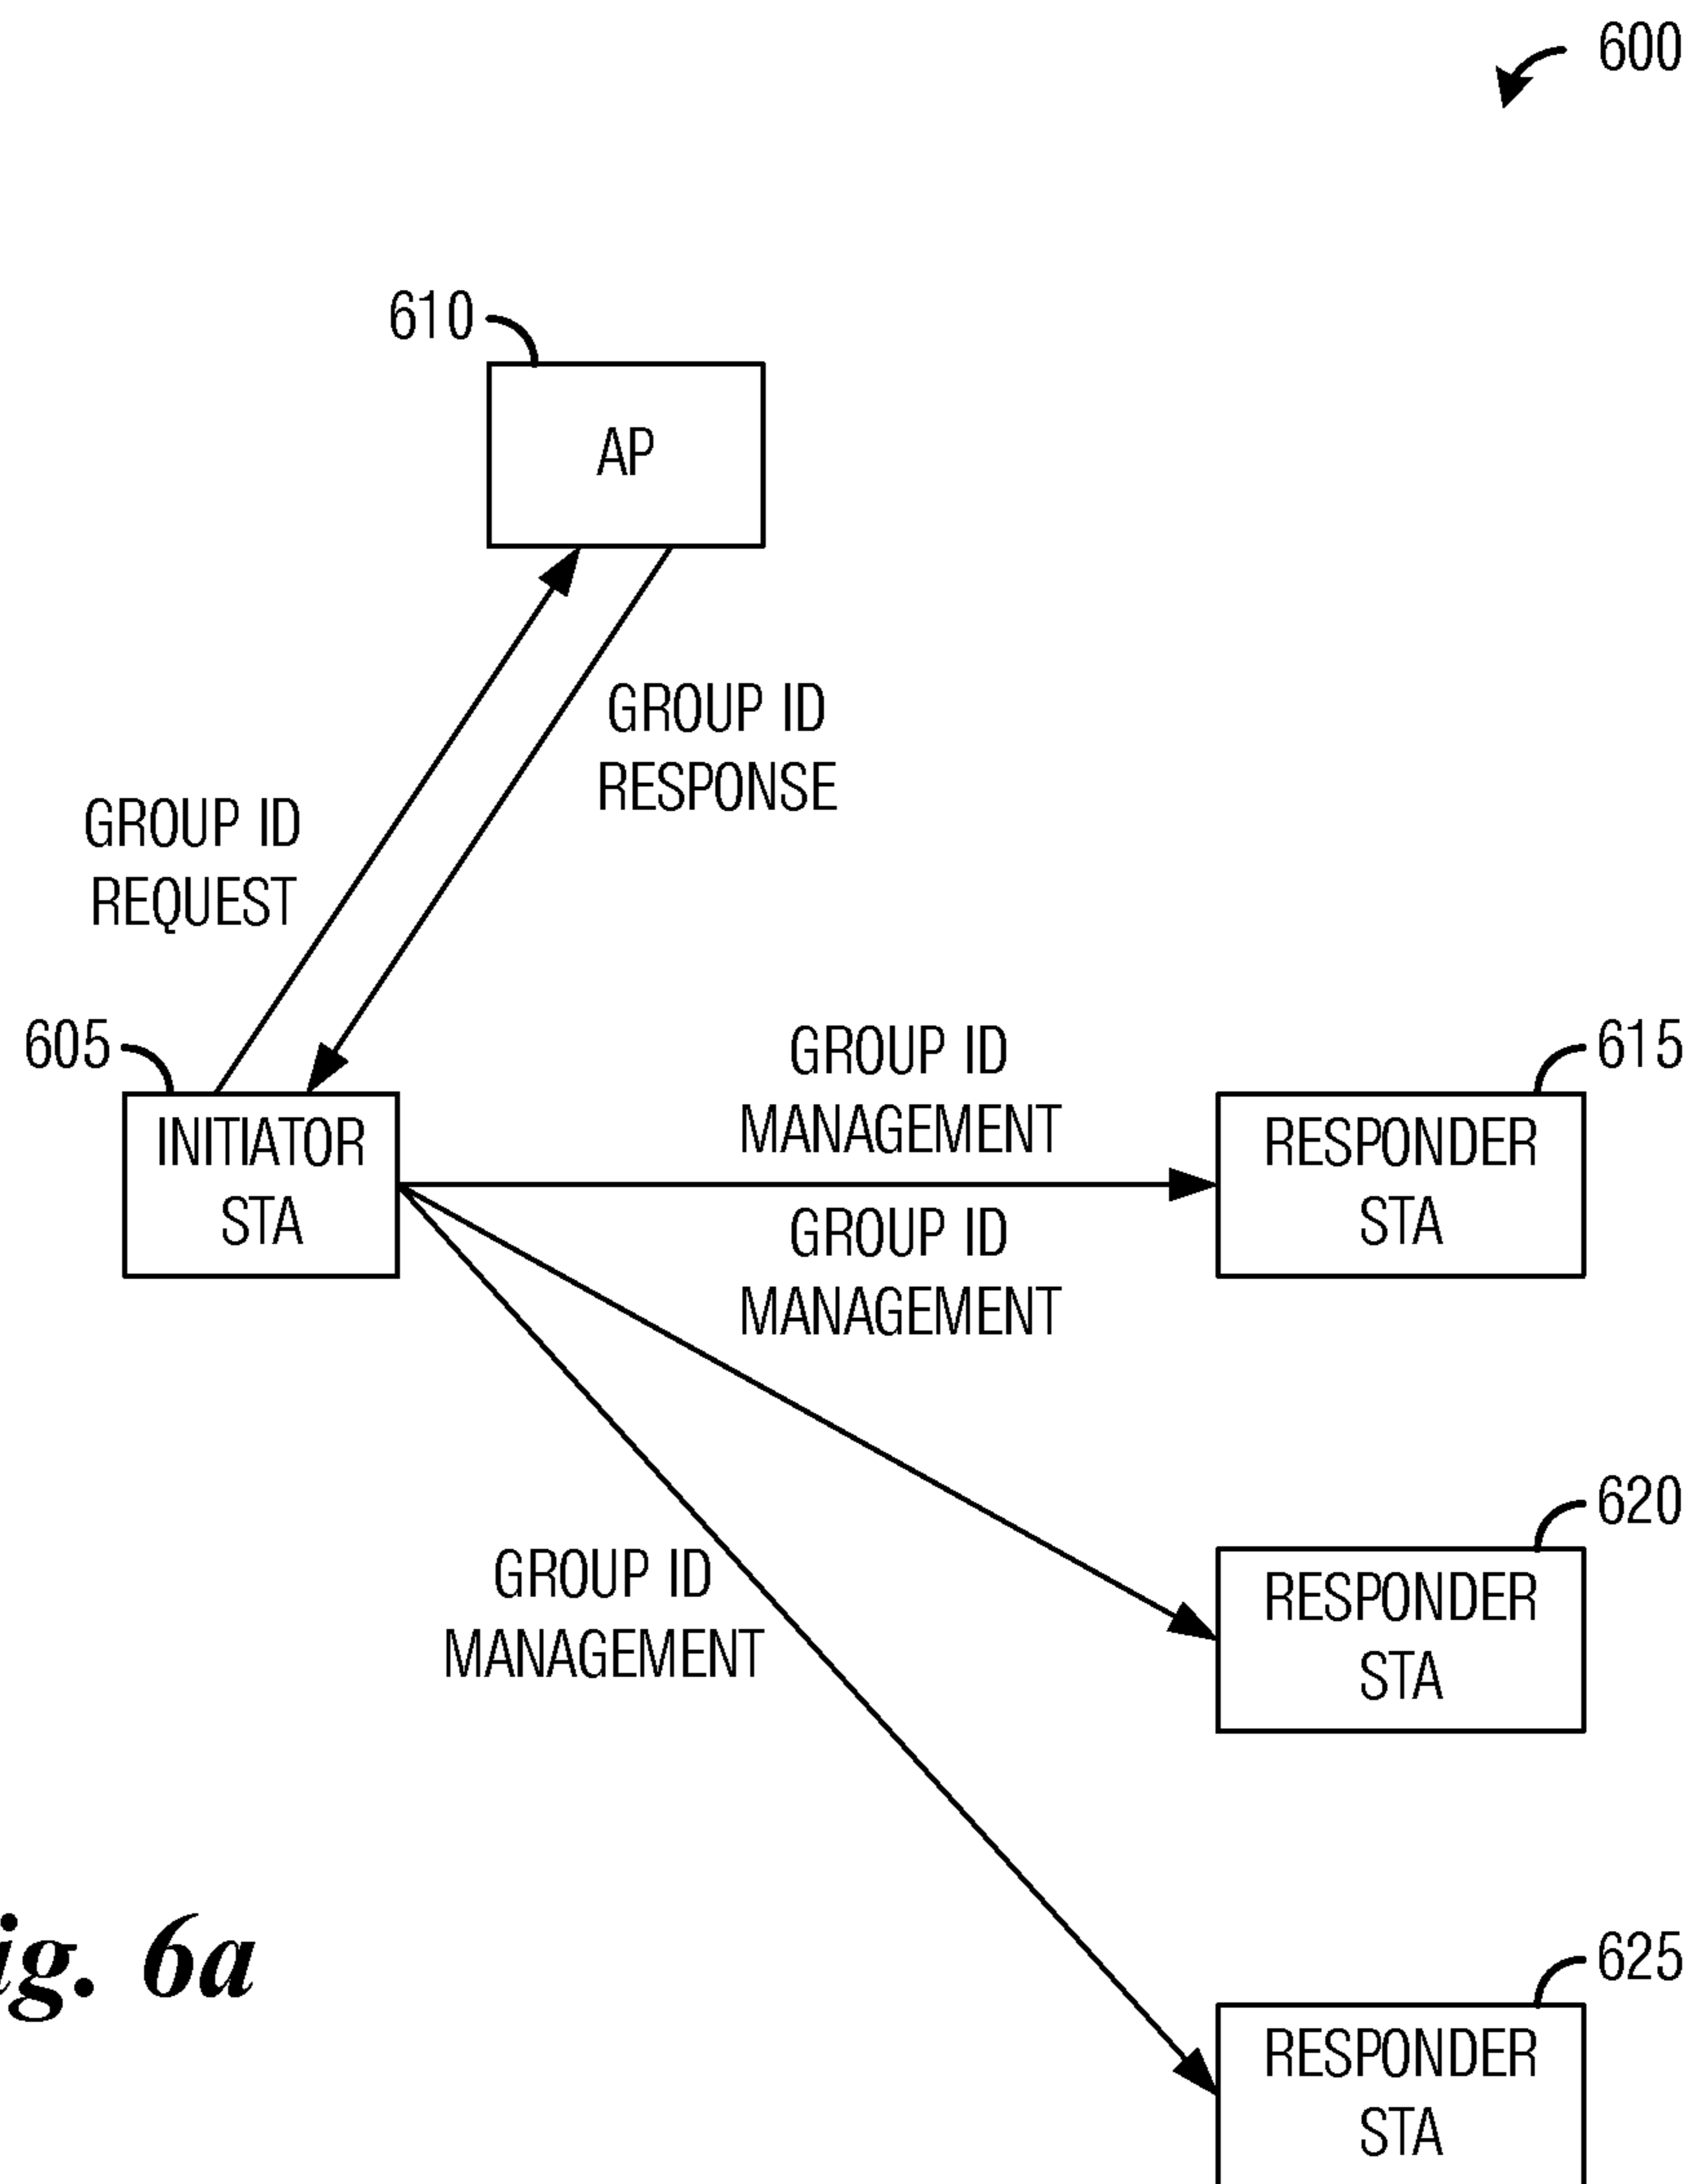 600
610
AP
GROUP ID
RESPONSE
GROUP ID
REQUEST
605
INITIATOR
STA
GROUP ID
MANAGEMENT
615
RESPONDER
STA
GROUP ID
MANAGEMENT
620
RESPONDER
STA
GROUP ID
MANAGEMENT
625
RESPONDER
STA
ig. 6a